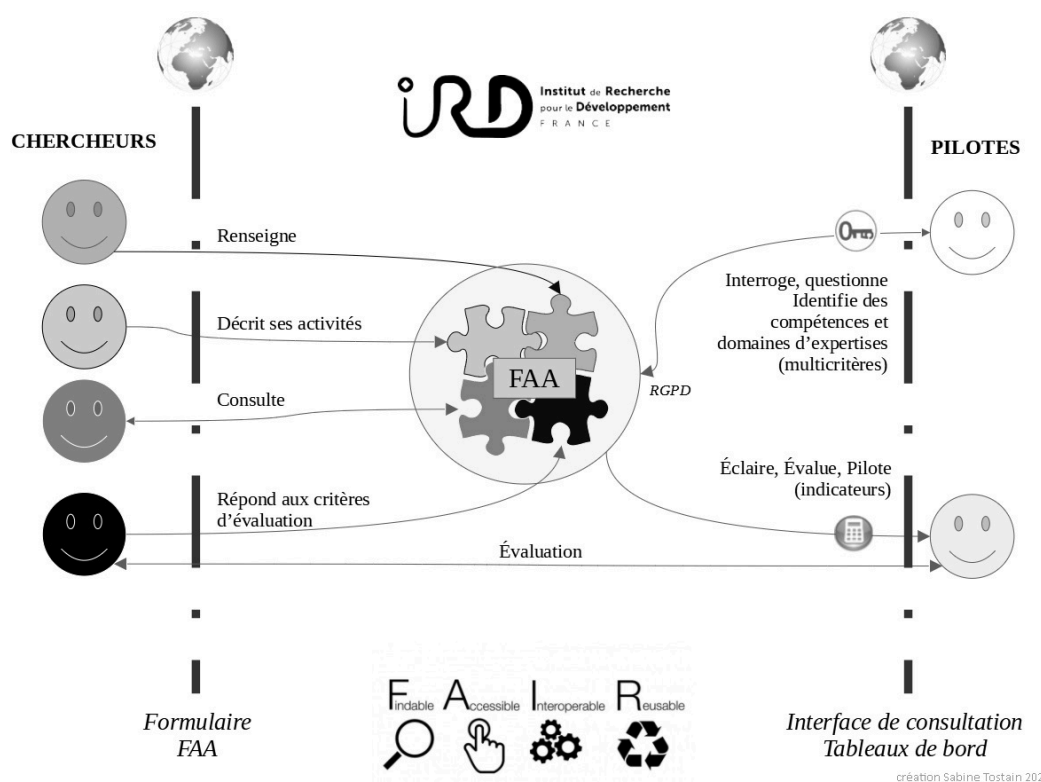 iRD
Institut de Recherche
pour le Développement
FRANCE
CHERCHEURS
PILOTES
Renseigne
Décrit ses activités
Consulte
Répond aux critères
d'évaluation
FAA
RGPD
Interroge, questionne
Identifie des
compétences et
domaines d'expertises
(multicritères)
Éclaire, Évalue, Pilote
(indicateurs)
Évaluation
Findable Accessible Interoperable Reusable
Formulaire
FAA
Interface de consultation
Tableaux de bord
création Sabine Tostain